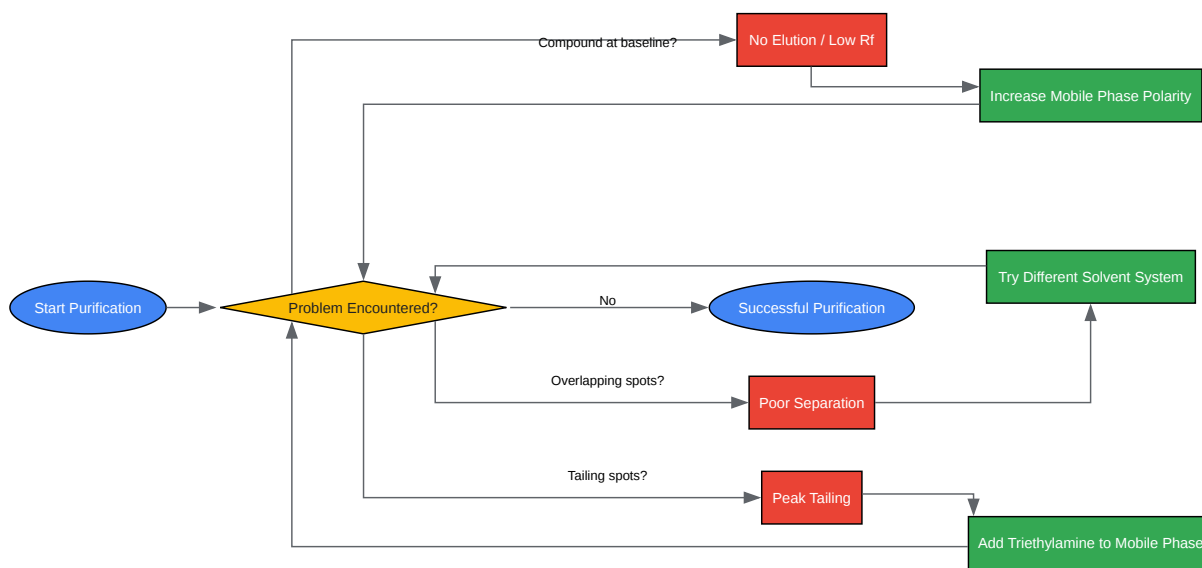 No Elution / Low Rf
Compound at baseline?
Increase Mobile Phase Polarity
Try Different Solvent System
Start Purification
Problem Encountered?
No
Successful Purification
Overlapping spots?
Poor Separation
Tailing spots?
Peak Tailing
Add Triethylamine to Mobile Phase